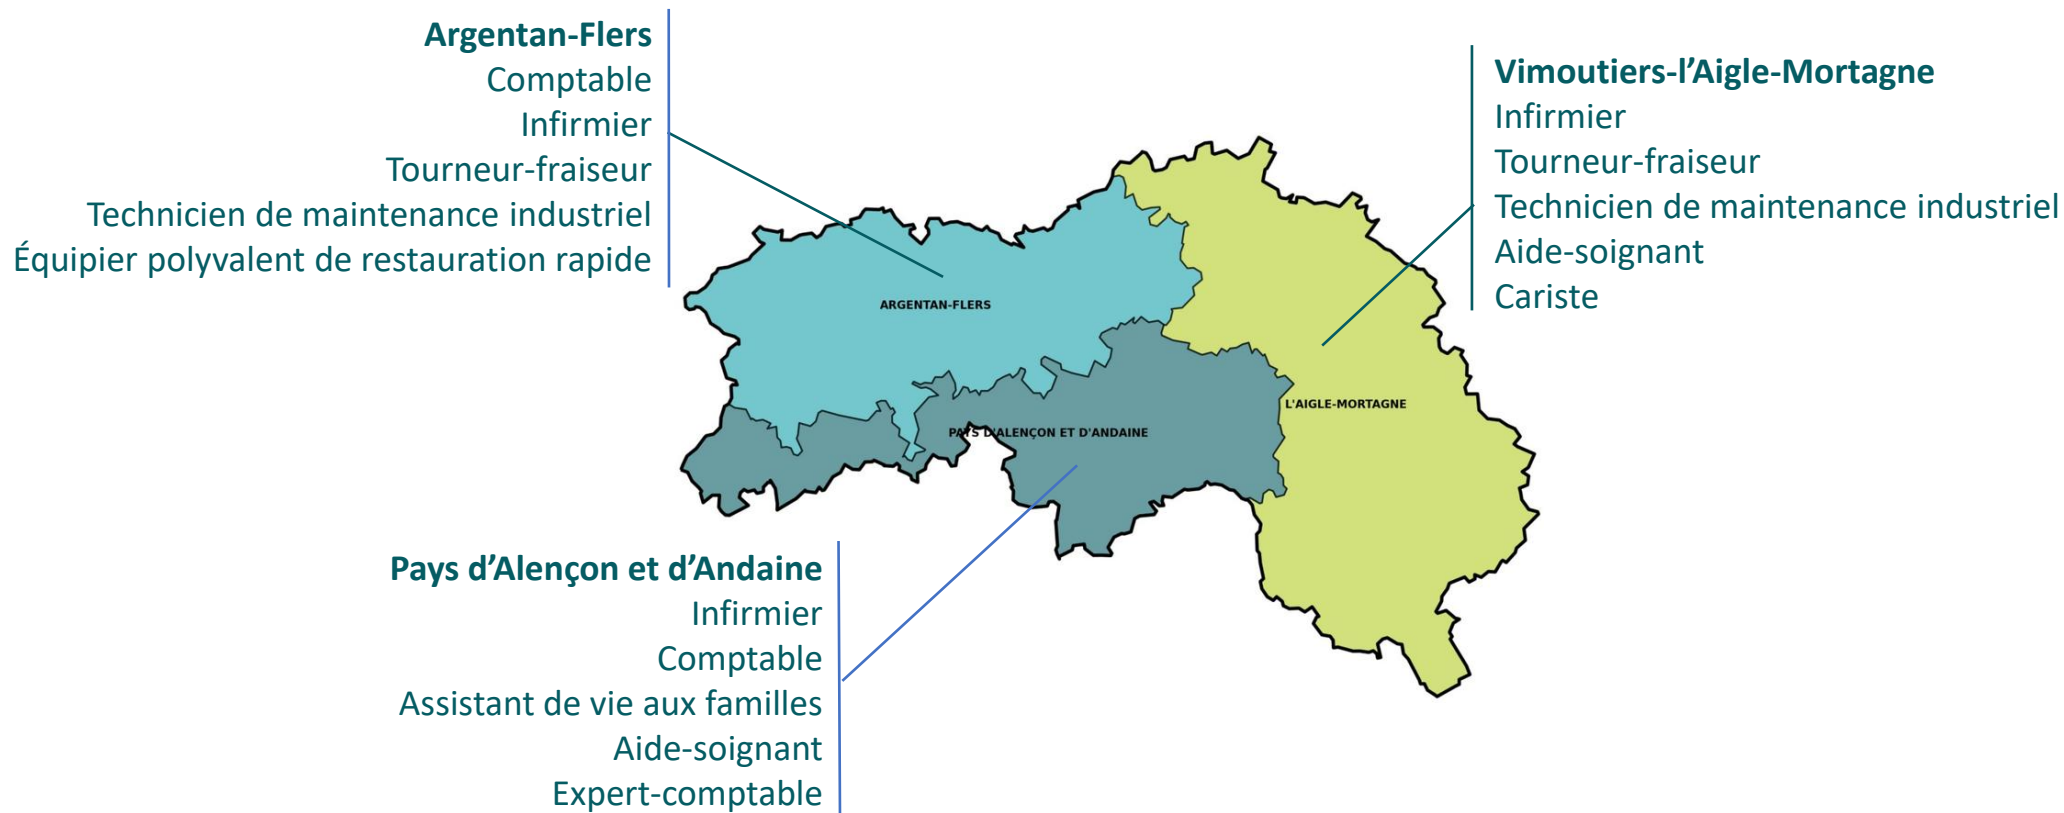 Argentan-Flers
Comptable
Infirmier
Tourneur-fraiseur
Technicien de maintenance industriel
Équipier polyvalent de restauration rapide
Vimoutiers-l’Aigle-Mortagne
Infirmier
Tourneur-fraiseur
Technicien de maintenance industriel
Aide-soignant
Cariste
ARGENTAN-FLERS
L'AIGLE-MORTAGNE
PAYS D'ALENÇON ET D'ANDAINE
Pays d’Alençon et d’Andaine
Infirmier
Comptable
Assistant de vie aux familles
Aide-soignant
Expert-comptable